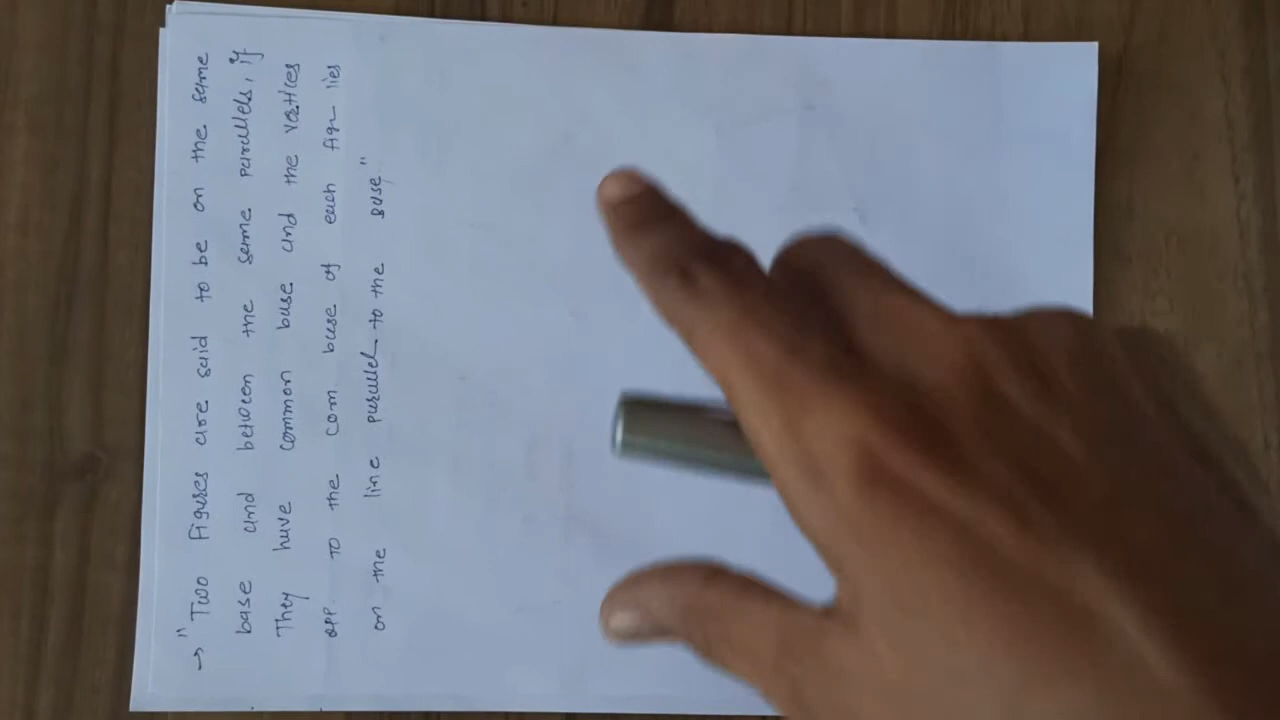 → "Two Figures are said to be on the same
base and between the same parallels, if
They have common base and the vertices
opp. to the com base of each figr lies
on the line parallel to the base."